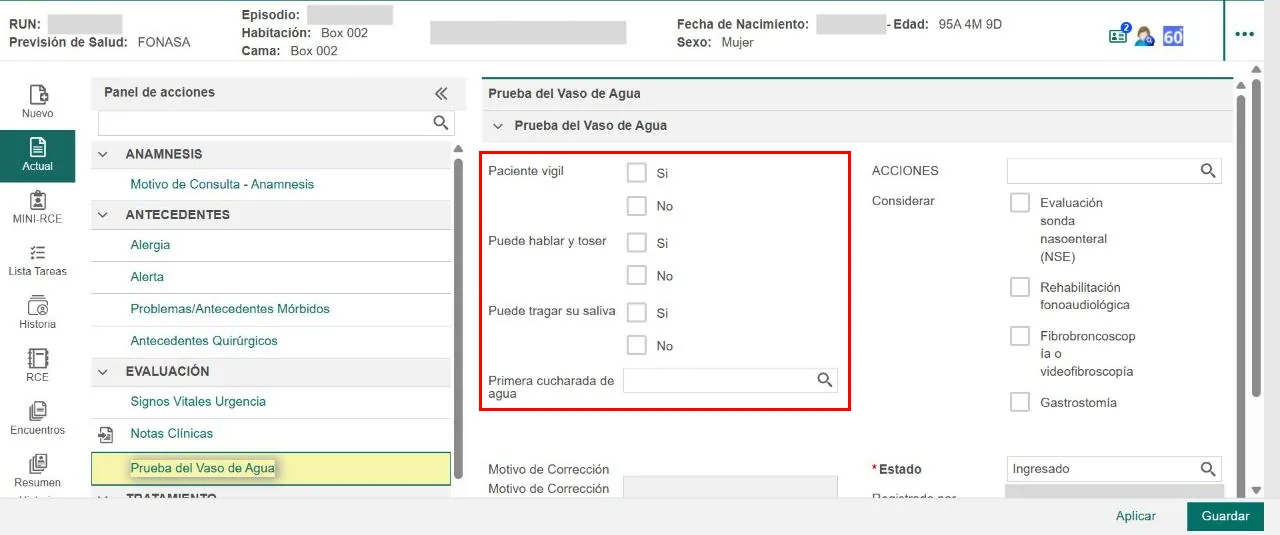 RUN:
Previsión de Salud: FONASA
Episodio:
Habitación: Box 002
Cama: Box 002
Fecha de Nacimiento: - Edad: 95A 4M 9D
Sexo: Mujer
2
60
Nuevo
Actual
MINI-RCE
Lista Tareas
Historia
RCE
Encuentros
Resumen
Panel de acciones
ANAMNESIS
Motivo de Consulta - Anamnesis
ANTECEDENTES
Alergia
Alerta
Problemas/Antecedentes Mórbidos
Antecedentes Quirúrgicos
EVALUACIÓN
Signos Vitales Urgencia
Notas Clínicas
Prueba del Vaso de Agua
TRATAMIENTO
Prueba del Vaso de Agua
Prueba del Vaso de Agua
Paciente vigil
Si
No
Puede hablar y toser
Si
No
Puede tragar su saliva
Si
No
Primera cucharada de
agua
ACCIONES
Considerar
Evaluación
sonda
nasoenteral
(NSE)
Rehabilitación
fonoaudiológica
Fibrobroncoscop
ía o
videofibroscopía
Gastrostomía
Motivo de Corrección
Motivo de Corrección
*Estado
Ingresado
Registrado por
Aplicar
Guardar